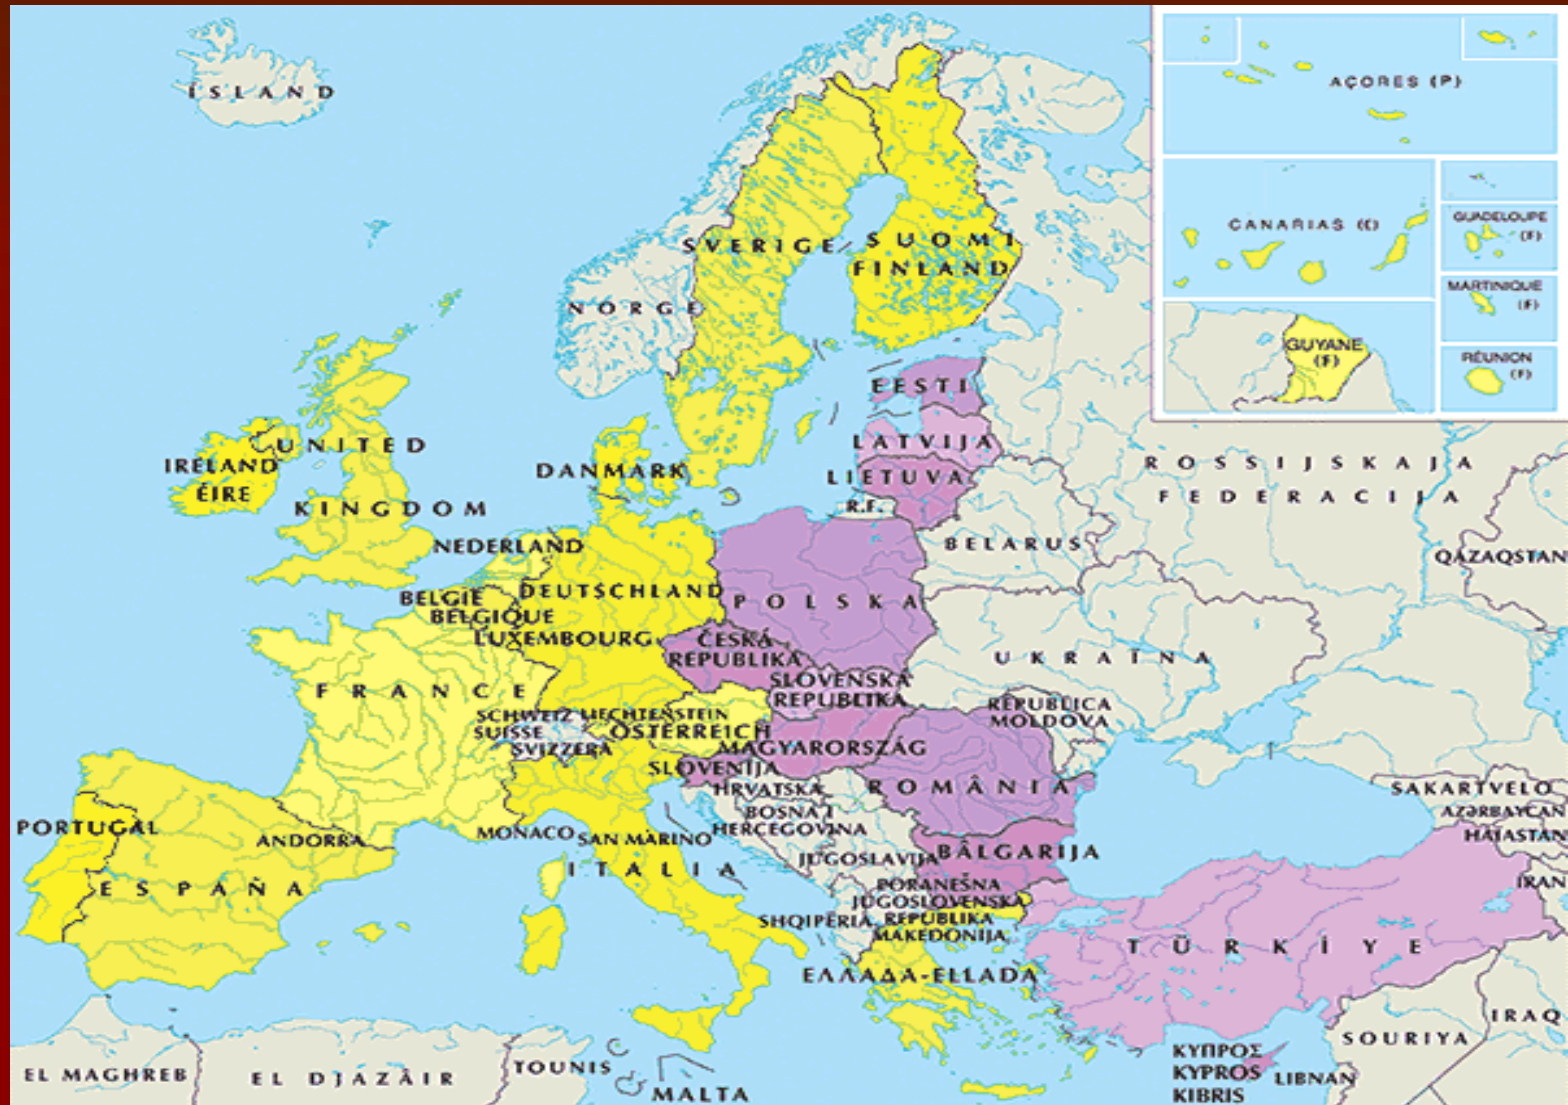 ÍSLAND
AÇORES (P)
CANARIAS (E)
GUADELOUPE
(F)
MARTINIQUE
(F)
GUYANE
(F)
RÉUNION
(F)
SVERIGE
SUOMI
FINLAND
NORGE
EESTI
LATVIJA
LIETUVA
R.F.
UNITED
KINGDOM
IRELAND
ÉIRE
DANMARK
ROSSIJSKAJA
FEDERACIJA
QAZAQSTAN
BELARUS
NEDERLAND
DEUTSCHLAND
POLSKA
BELGIË
BELGIQUE
LUXEMBOURG
ČESKÁ
REPUBLIKA
SLOVENSKÁ
REPUBLIKA
UKRAÏNA
FRANCE
SCHWEIZ
SUISSE
SVIZZERA
LIECHTENSTEIN
ÖSTERREICH
MAGYARORSZÁG
REPUBLICA
MOLDOVA
SLOVENIJA
HRVATSKA
ROMÂNIA
BOSNA I
HERCEGOVINA
SAKARTVELO
AZƏRBAYCAN
HAIASTAN
IRAN
PORTUGAL
ANDORRA
MONACO
SAN MARINO
JUGOSLAVIJA
BÂLGARIJA
ESPAÑA
ITALIA
PORANEŠNA
JUGOSLOVENSKA
REPUBLIKA
MAKEDONIJA
SHQIPËRIA
TÜRKİYE
ΕΛΛΑΔΑ-ELLADA
EL MAGHREB
EL DJAZÂIR
TOUNIS
MALTA
ΚΥΠΡΟΣ
KYPROS
KIBRIS
LIBNAN
SOURIYA
IRAQ